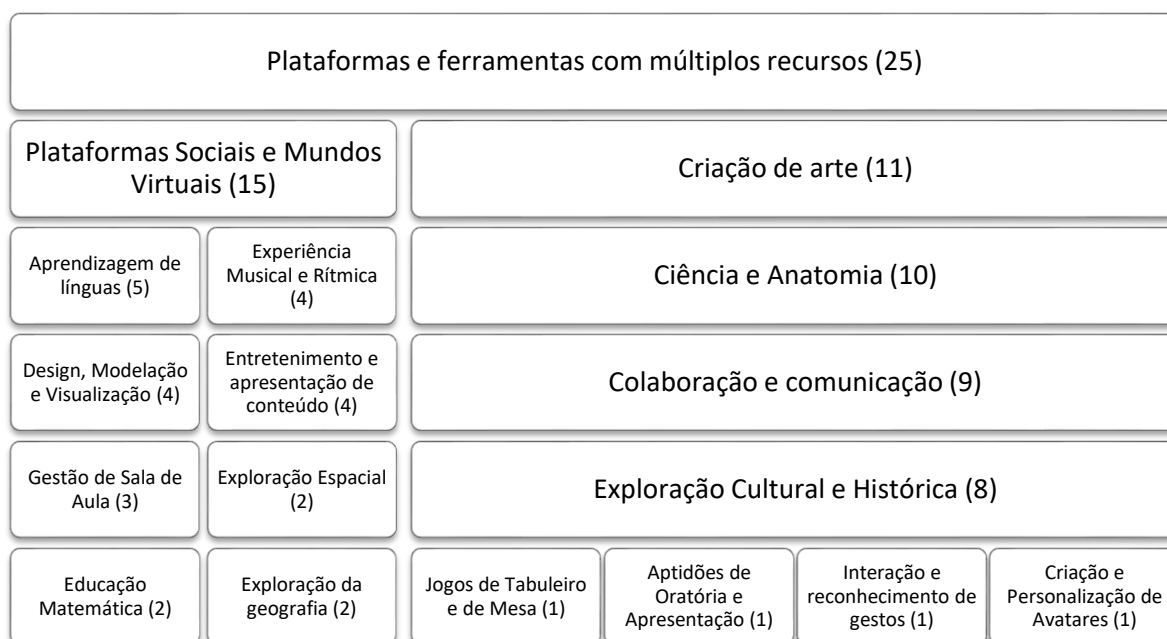 Plataformas e ferramentas com múltiplos recursos (25)
Plataformas Sociais e Mundos
Virtuais (15)
Criação de arte (11)
Aprendizagem de
línguas (5)
Experiência
Musical e Rítmica
(4)
Ciência e Anatomia (10)
Design, Modelação
e Visualização (4)
Entretenimento e
apresentação de
conteúdo (4)
Colaboração e comunicação (9)
Gestão de Sala de
Aula (3)
Exploração Espacial
(2)
Exploração Cultural e Histórica (8)
Educação
Matemática (2)
Exploração da
geografia (2)
Jogos de Tabuleiro
e de Mesa (1)
Aptidões de
Oratória e
Apresentação (1)
Interação e
reconhecimento de
gestos (1)
Criação e
Personalização de
Avatares (1)